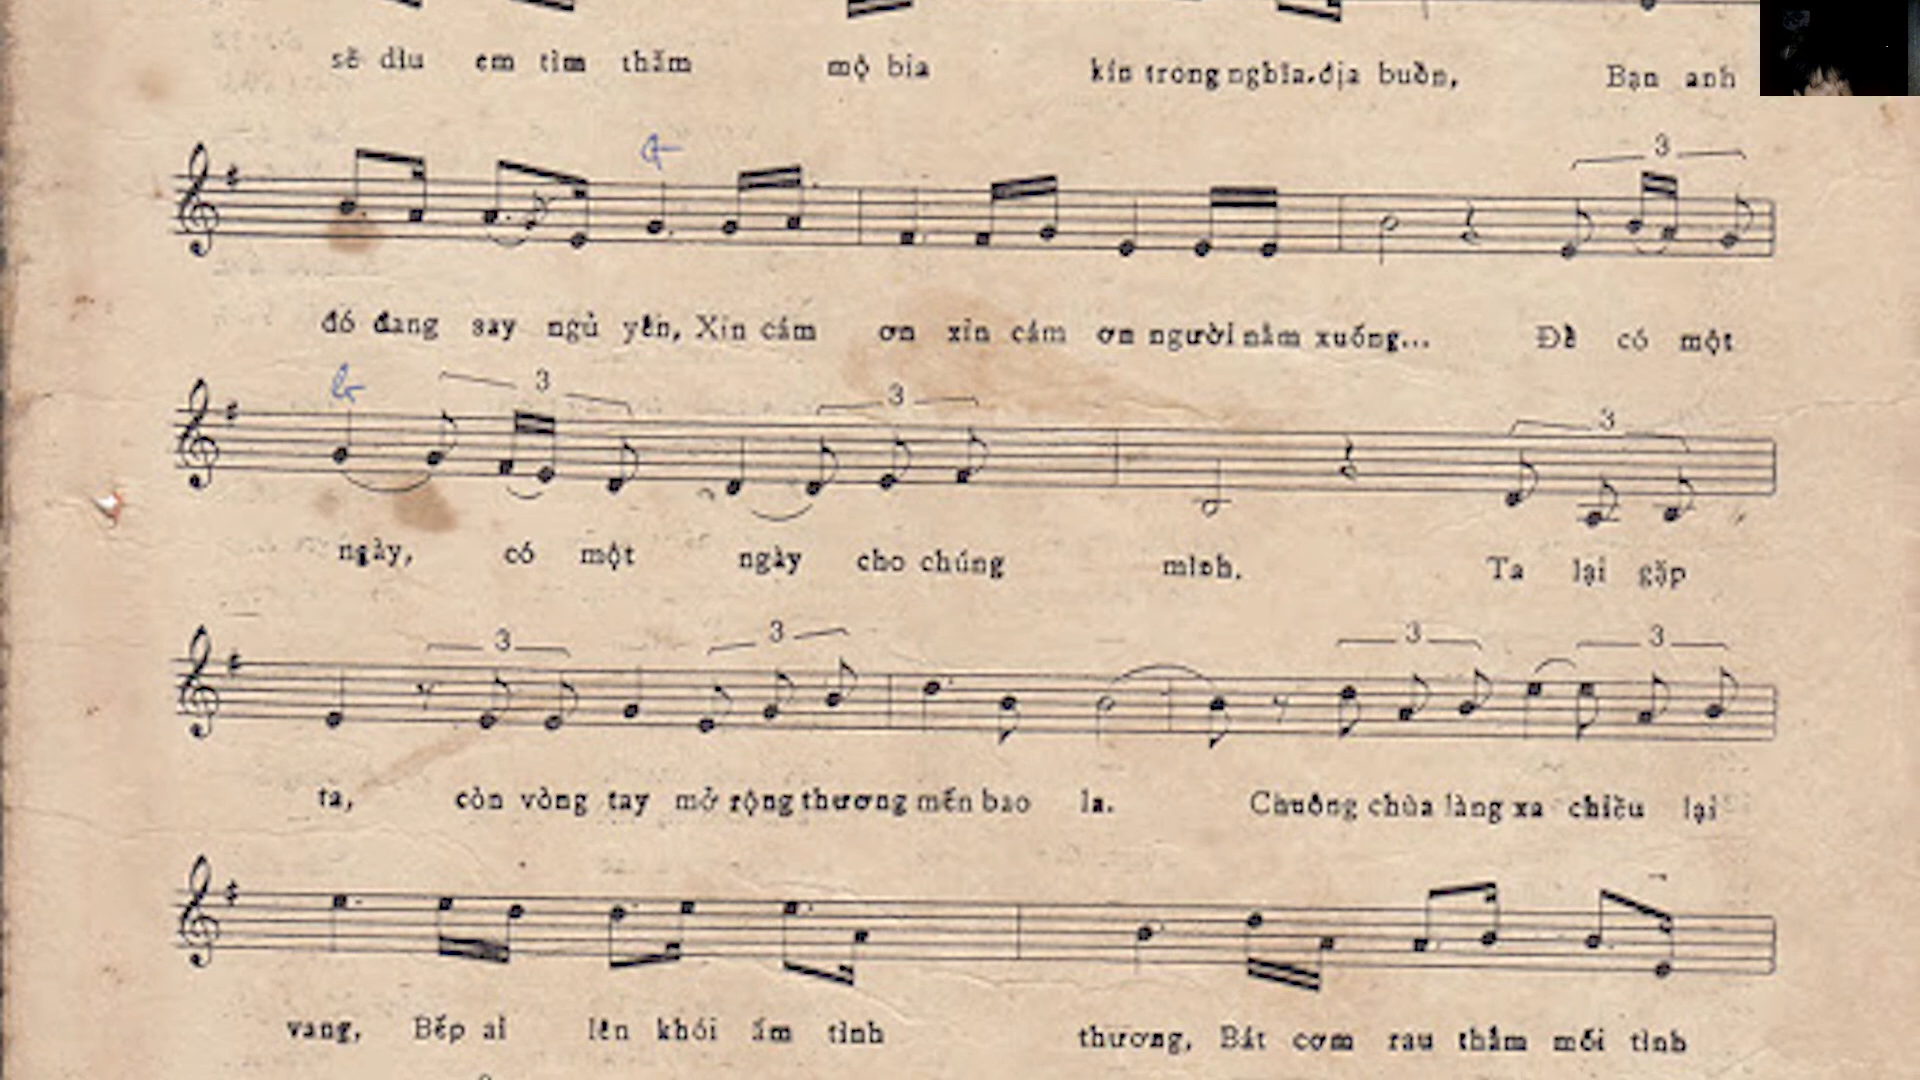 sẽ dìu em tìm thăm mộ bia kín trong nghĩa địa buồn, Bạn anh
3
đó đang say ngủ yên, Xin cám ơn xin cám ơn người nằm xuống... Để có một
3 3 3
ngày, có một ngày cho chúng mình. Ta lại gặp
3 3 3 3
ta, còn vòng tay mở rộng thương mến bao la. Chuông chùa làng xa chiều lại
vang, Bếp ai lên khói ấm tình thương, Bát cơm rau thắm mối tình